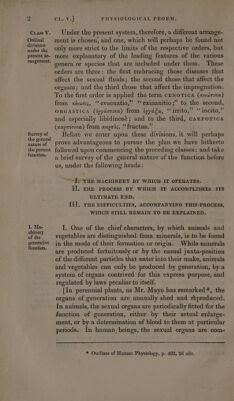 2 CL. V.] PHYSIOLOGICAL PROEM.
Class V.
Ordinal
divisions
under the
present ar-
rangement.
Under the present system, therefore, a different arrange-
ment is chosen, and one, which will perhaps be found not
only more strict to the limits of the respective orders, but
more explanatory of the leading features of the various
genera or species that are included under them. These
orders are three: the first embracing those diseases that
affect the sexual fluids; the second those that affect the
organs; and the third those that affect the impregnation.
To the first order is applied the term CENOTICA (κενωτικα)
from κένωσις, “evacuatio,” “exinanitio;” to the second,
ORGASTICA (ὀργάστικα) from ὀργάζω, “irrito,” “incito,”
and especially libidinosè; and to the third, CARPOTICA
(καρπότικα) from καρπὸς, “fructus.”
Survey of
the general
nature of
the present
function.
Before we enter upon these divisions, it will perhaps
prove advantageous to pursue the plan we have hitherto
followed upon commencing the preceding classes; and take
a brief survey of the general nature of the function before
us, under the following heads:
I. THE MACHINERY BY WHICH IT OPERATES.
II. THE PROCESS BY WHICH IT ACCOMPLISHES ITS
ULTIMATE END.
III. THE DIFFICULTIES, ACCOMPANYING THIS PROCESS,
WHICH STILL REMAIN TO BE EXPLAINED.
I. Ma-
chinery
of the
generative
function.
I. One of the chief characters, by which animals and
vegetables are distinguished from minerals, is to be found
in the mode of their formation or origin. While minerals
are produced fortuitously or by the casual juxta-position
of the different particles that enter into their make, animals
and vegetables can only be produced by generation, by a
system of organs contrived for this express purpose, and
regulated by laws peculiar to itself.
[In perennial plants, as Mr. Mayo has remarked*, the
organs of generation are annually shed and reproduced.
In animals, the sexual organs are periodically fitted for the
function of generation, either by their actual enlarge-
ment, or by a determination of blood to them at particular
periods. In human beings, the sexual organs are com-
* Outlines of Human Physiology, p. 402, 2d edit.